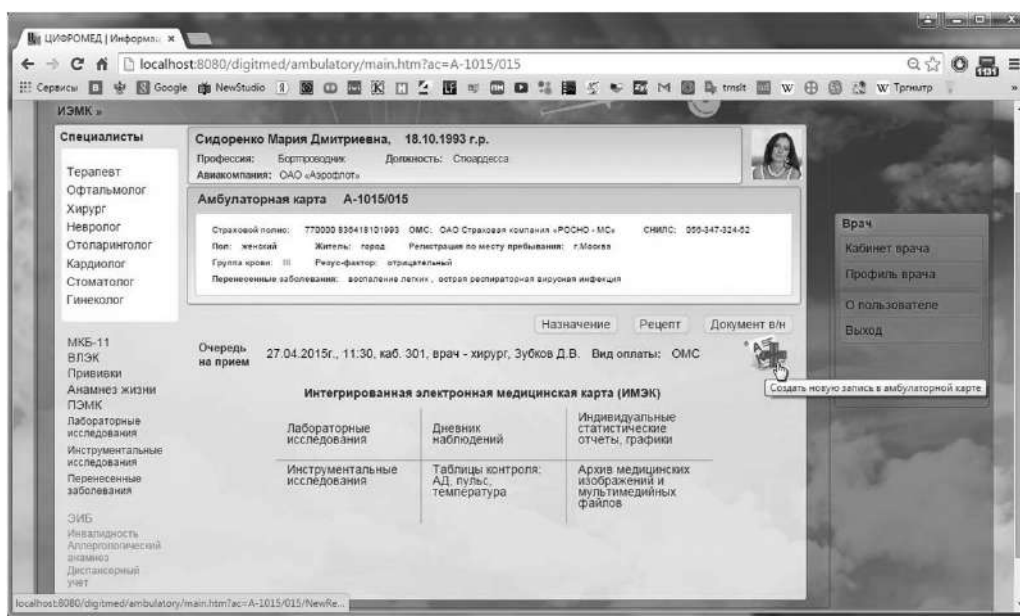 ЦИФРОМЕД | Информац
localhost:8080/digitmed/ambulatory/main.htm?ac=A-1015/015
Сервисы Google NewStudio trnslt
ИЭМК »
Специалисты
Терапевт
Офтальмолог
Хирург
Невролог
Отоларинголог
Кардиолог
Стоматолог
Гинеколог
МКБ-11
ВЛЭК
Прививки
Анамнез жизни
ПЭМК
Лабораторные
исследования
Инструментальные
исследования
Перенесенные
заболевания
ЭИБ
Инвалидность
Аллергологический
анамнез
Диспансерный
учет
Сидоренко Мария Дмитриевна, 18.10.1993 г.р.
Профессия: Бортпроводник Должность: Стюардесса
Авиакомпания: ОАО «Аэрофлот»
Амбулаторная карта А-1015/015
Страховой полис: 770000 836418101993 ОМС: ОАО Страховая компания «РОСНО - МС» СНИЛС: 056-347-324-52
Пол: женский Житель: город Регистрация по месту пребывания: г.Москва
Группа крови: III Резус-фактор: отрицательный
Перенесенные заболевания: воспаление легких , острая респираторная вирусная инфекция
Назначение Рецепт Документ в/н
Очередь
на прием
27.04.2015г., 11:30, каб. 301, врач - хирург, Зубков Д.В. Вид оплаты: ОМС
Создать новую запись в амбулаторной карте
Интегрированная электронная медицинская карта (ИМЭК)
Лабораторные
исследования
Дневник
наблюдений
Индивидуальные
статистические
отчеты, графики
Инструментальные
исследования
Таблицы контроля:
АД, пульс,
температура
Архив медицинских
изображений и
мультимедийных
файлов
Врач
Кабинет врача
Профиль врача
О пользователе
Выход
localhost:8080/digitmed/ambulatory/main.htm?ac=A-1015/015/NewRe...